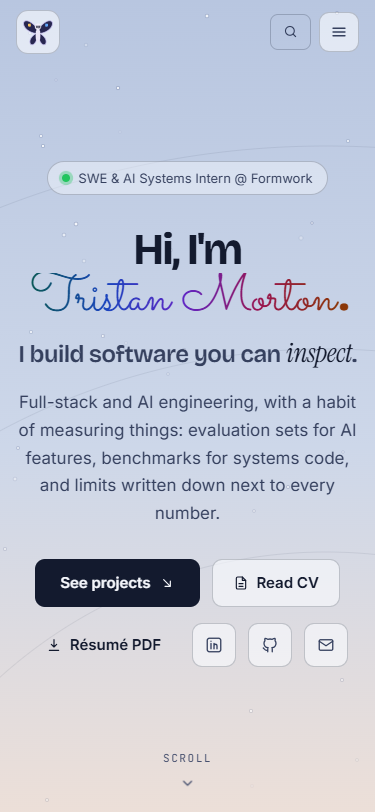 SWE & AI Systems Intern @ Formwork
Hi, I'm
Tristan Morton.
I build software you can inspect.
Full-stack and AI engineering, with a habit
of measuring things: evaluation sets for AI
features, benchmarks for systems code,
and limits written down next to every
number.
See projects
Read CV
Résumé PDF
SCROLL